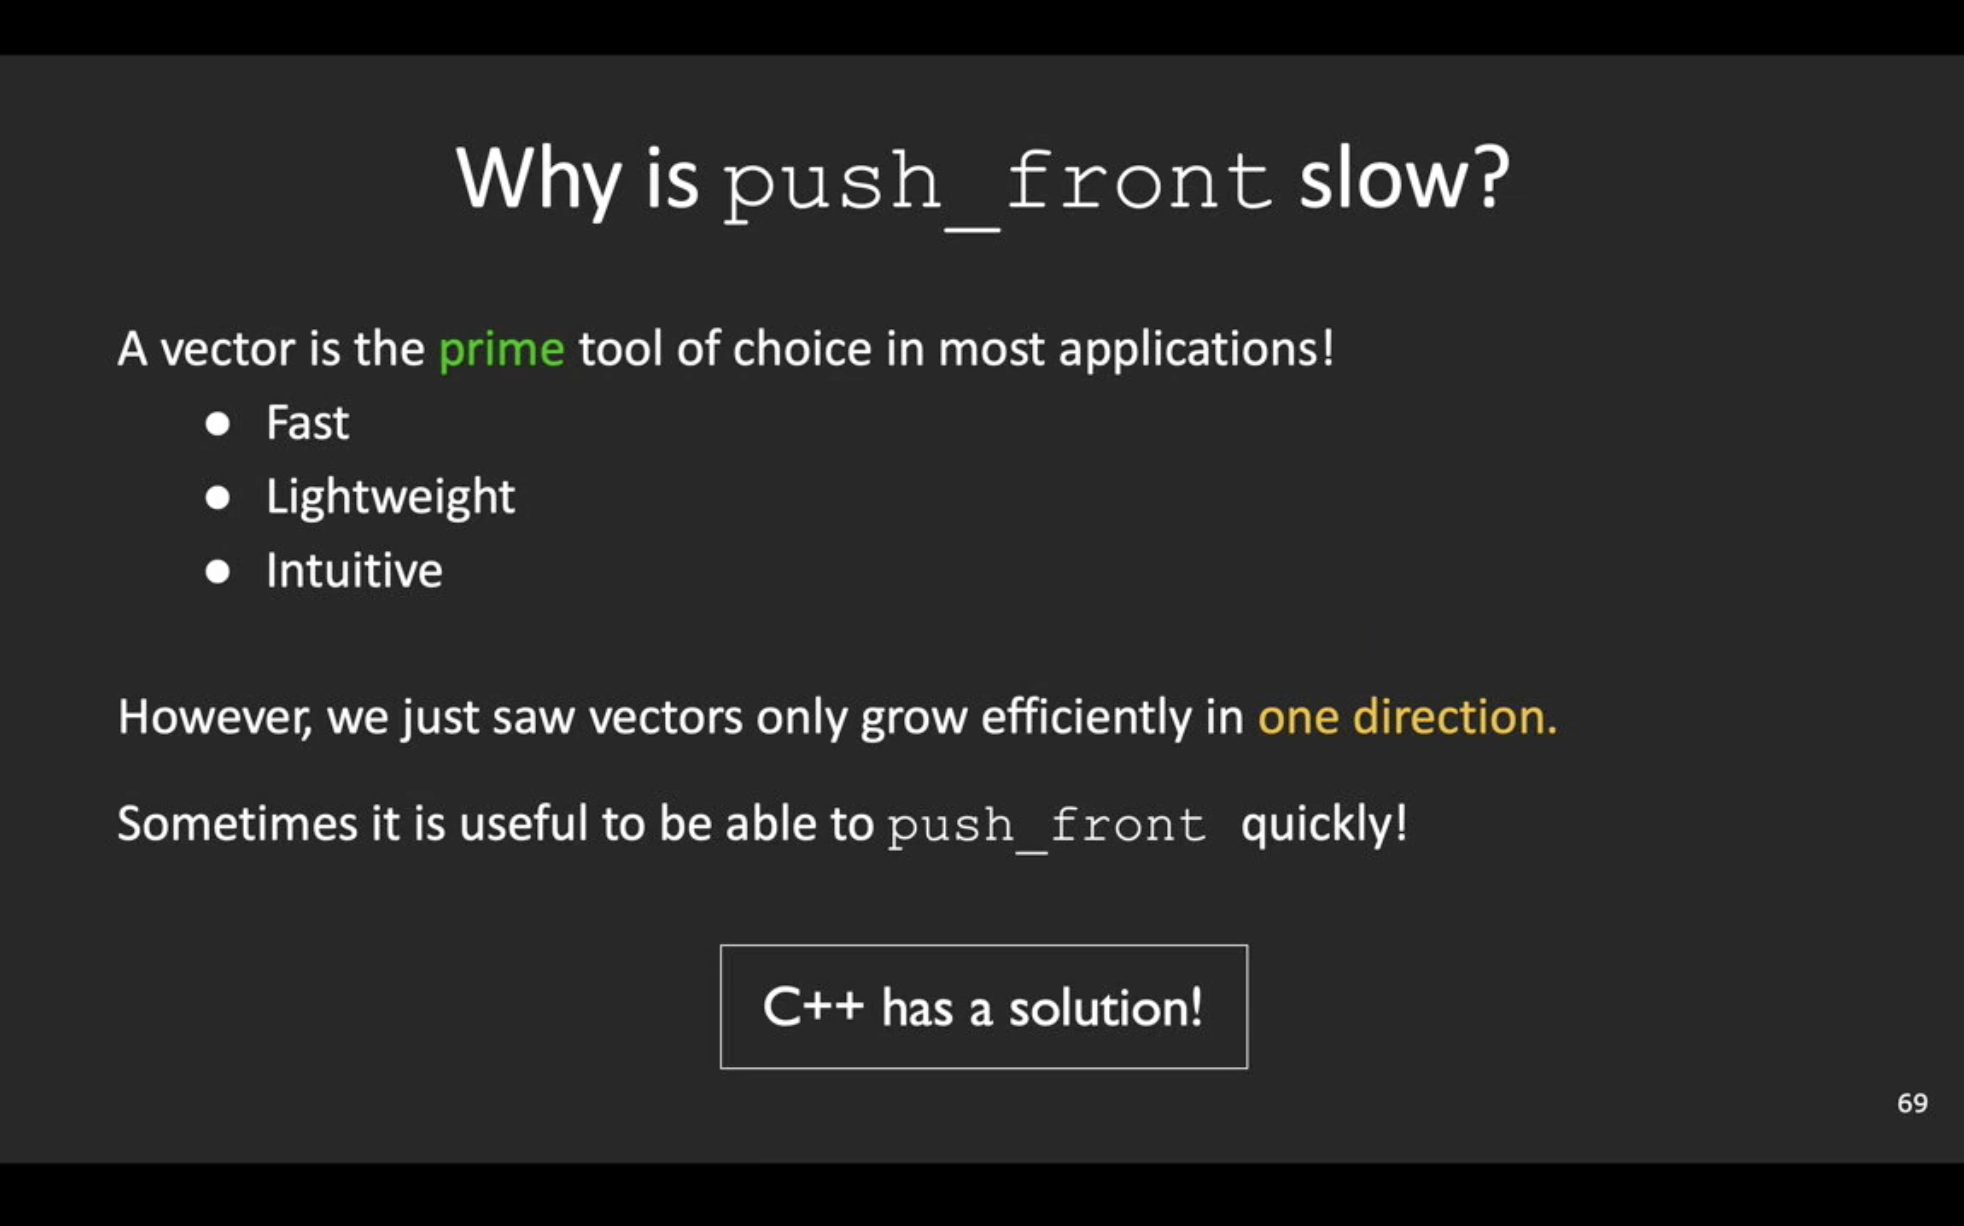 Why is push_front slow?
A vector is the prime tool of choice in most applications!
● Fast
● Lightweight
● Intuitive
However, we just saw vectors only grow efficiently in one direction.
Sometimes it is useful to be able to push_front quickly!
C++ has a solution!
69